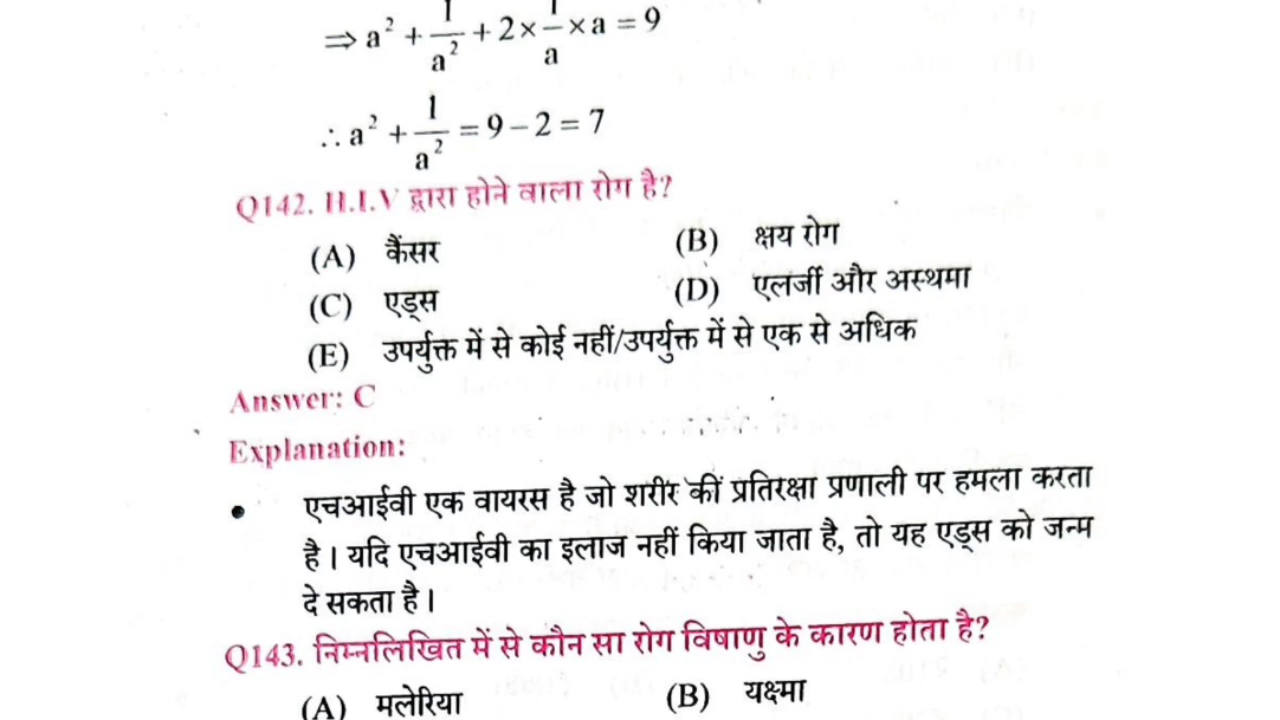 ⇒ a² + 1/a² + 2 × 1/a × a = 9
∴ a² + 1/a² = 9 – 2 = 7
Q142. H.I.V द्वारा होने वाला रोग है?
(A) कैंसर (B) क्षय रोग
(C) एड्स (D) एलर्जी और अस्थमा
(E) उपर्युक्त में से कोई नहीं/उपर्युक्त में से एक से अधिक
Answer: C
Explanation:
• एचआईवी एक वायरस है जो शरीर की प्रतिरक्षा प्रणाली पर हमला करता
है। यदि एचआईवी का इलाज नहीं किया जाता है, तो यह एड्स को जन्म
दे सकता है।
Q143. निम्नलिखित में से कौन सा रोग विषाणु के कारण होता है?
(A) मलेरिया (B) यक्ष्मा